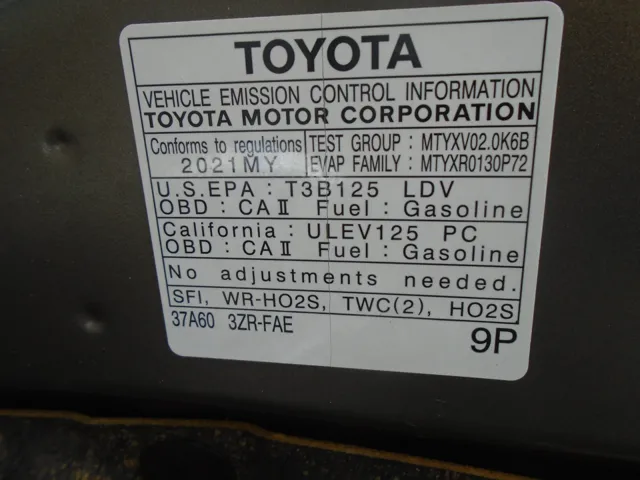 TOYOTA
VEHICLE EMISSION CONTROL INFORMATION
TOYOTA MOTOR CORPORATION
Conforms to regulations
2021MY
TEST GROUP : MTYXV02.0K6B
EVAP FAMILY : MTYXR0130P72
U.S.EPA : T3B125 LDV
OBD : CAⅡ Fuel : Gasoline
California : ULEV125 PC
OBD : CAⅡ Fuel : Gasoline
No adjustments needed.
SFI, WR-HO2S, TWC(2), HO2S
37A60 3ZR-FAE
9P